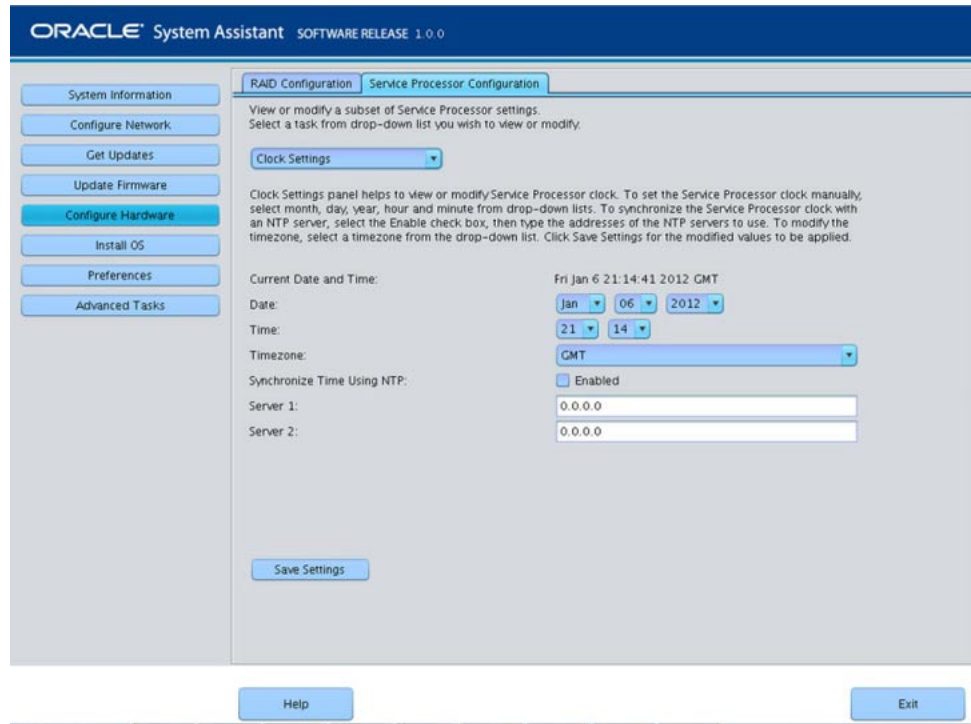 ORACLE System Assistant SOFTWARE RELEASE 1.0.0
System Information
Configure Network
Get Updates
Update Firmware
Configure Hardware
Install OS
Preferences
Advanced Tasks
RAID Configuration
Service Processor Configuration
View or modify a subset of Service Processor settings.
Select a task from drop-down list you wish to view or modify.
Clock Settings
Clock Settings panel helps to view or modify Service Processor clock. To set the Service Processor clock manually,
select month, day, year, hour and minute from drop-down lists. To synchronize the Service Processor clock with
an NTP server, select the Enable check box, then type the addresses of the NTP servers to use. To modify the
timezone, select a timezone from the drop-down list. Click Save Settings for the modified values to be applied.
Current Date and Time: Fri Jan 6 21:14:41 2012 GMT
Date: Jan 06 2012
Time: 21 14
Timezone: GMT
Synchronize Time Using NTP: Enabled
Server 1: 0.0.0.0
Server 2: 0.0.0.0
Save Settings
Help
Exit